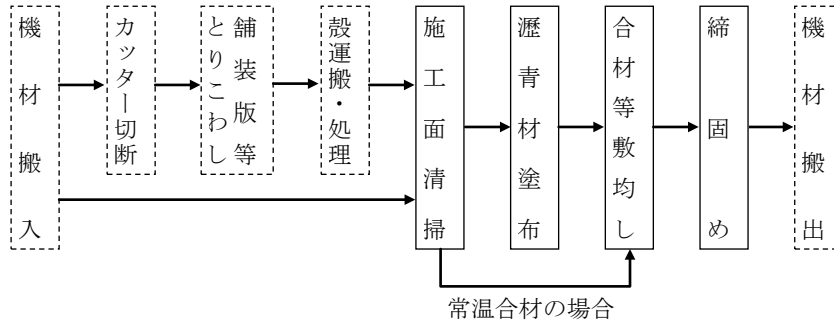 機材搬入
カッター切断
舗装版等
とりこわし
殻運搬・処理
施工面清掃
瀝青材塗布
合材等敷均し
締固め
機材搬出
常温合材の場合